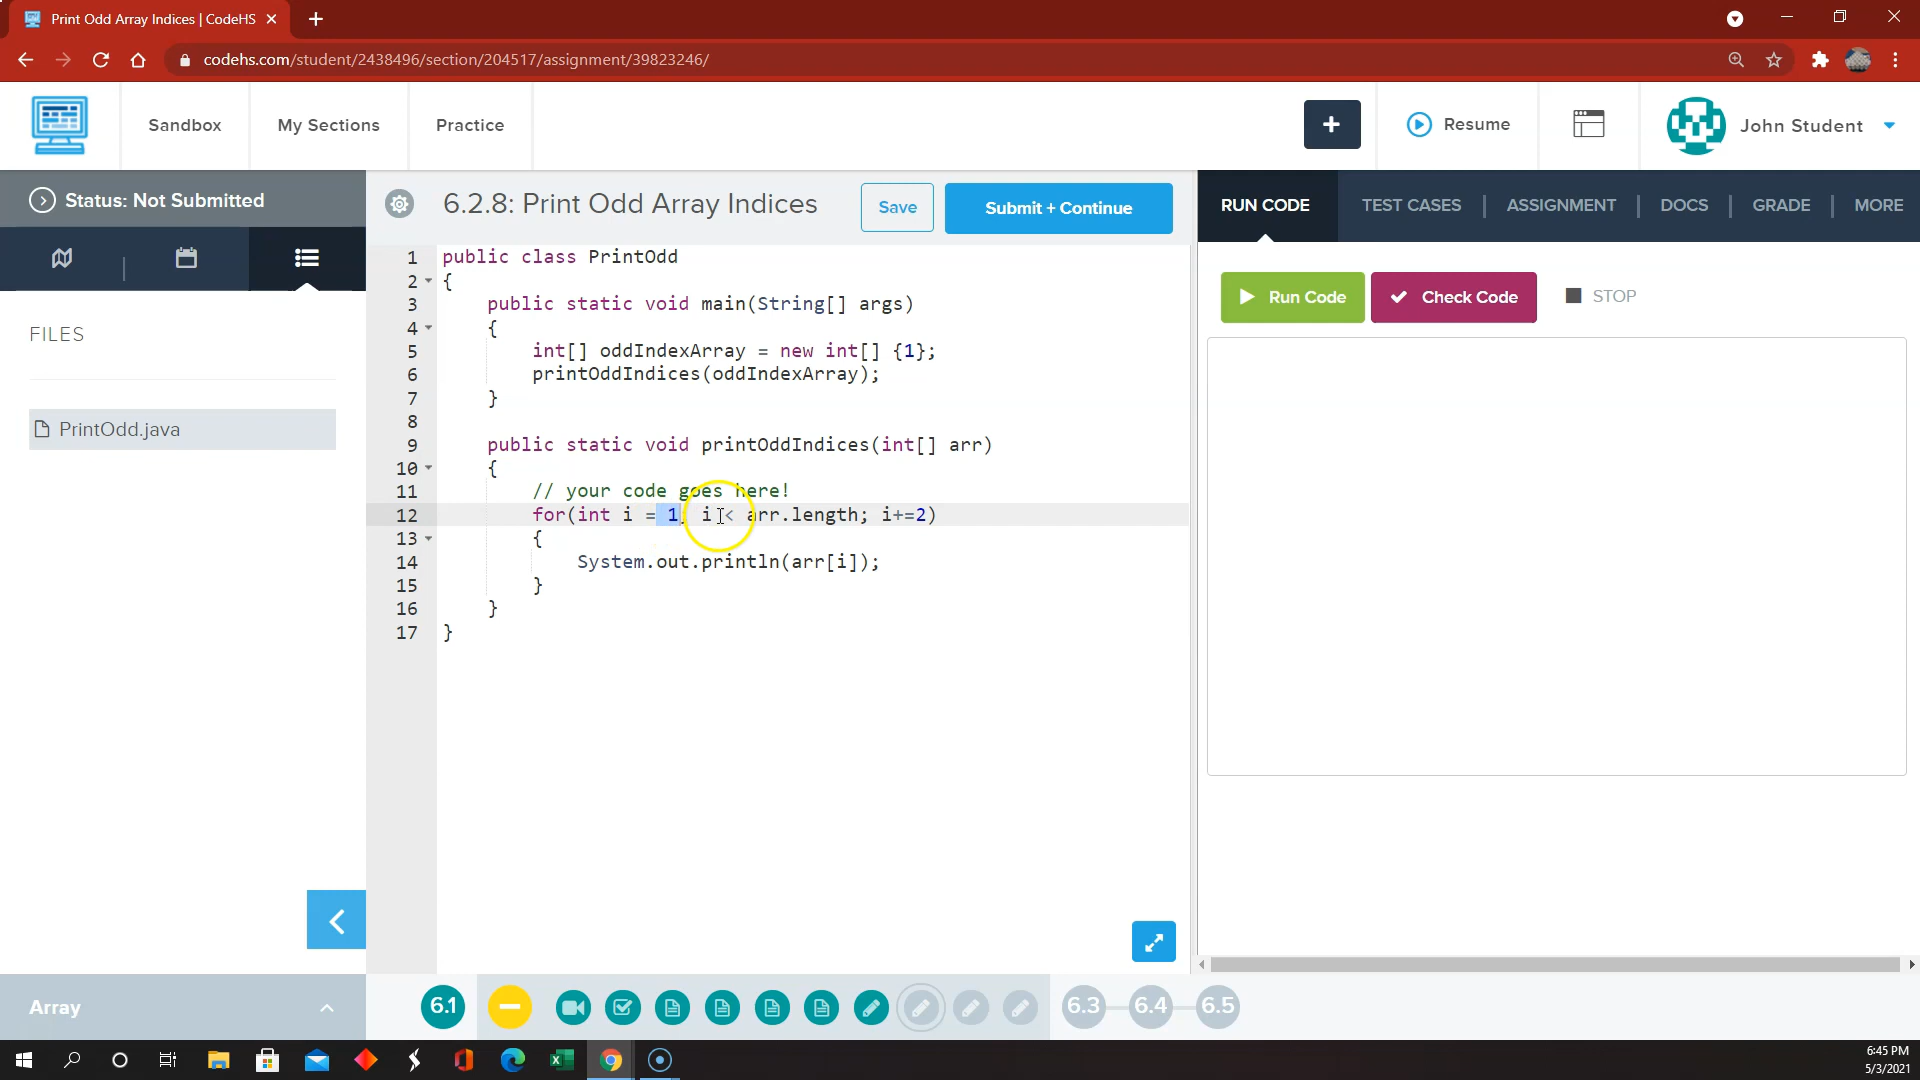 Print Odd Array Indices | CodeHS
codehs.com/student/2438496/section/204517/assignment/39823246/
Sandbox
My Sections
Practice
+
Resume
John Student
Status: Not Submitted
6.2.8: Print Odd Array Indices
Save
Submit + Continue
RUN CODE
TEST CASES
ASSIGNMENT
DOCS
GRADE
MORE
FILES
PrintOdd.java
1 public class PrintOdd
2 {
3 public static void main(String[] args)
4 {
5 int[] oddIndexArray = new int[] {1};
6 printOddIndices(oddIndexArray);
7 }
8
9 public static void printOddIndices(int[] arr)
10 {
11 // your code goes here!
12 for(int i = 1; i < arr.length; i+=2)
13 {
14 System.out.println(arr[i]);
15 }
16 }
17 }
Run Code
Check Code
STOP
Array
6.1
6.3
6.4
6.5
6:45 PM
5/3/2021